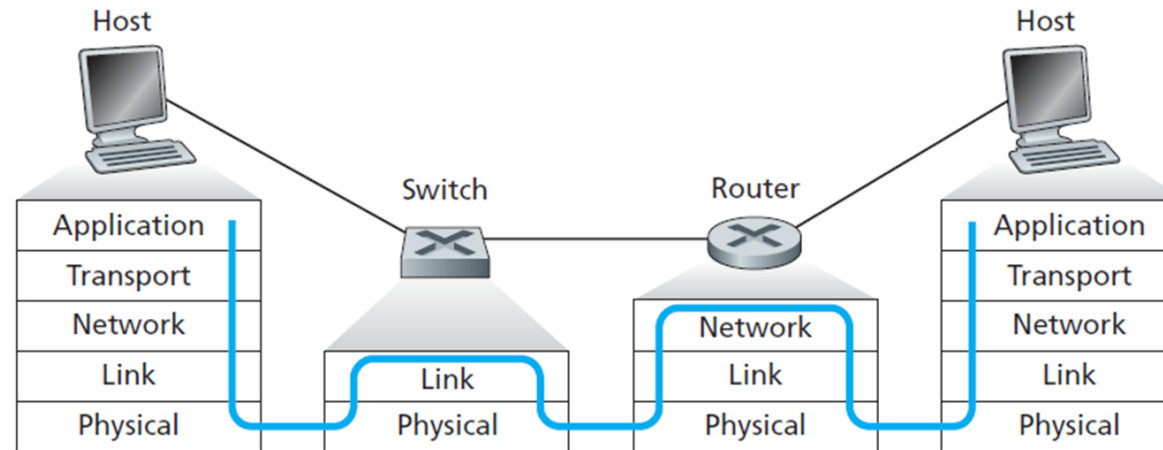 Host
Host
Switch
Router
Application
Transport
Network
Link
Physical
Link
Physical
Network
Link
Physical
Application
Transport
Network
Link
Physical